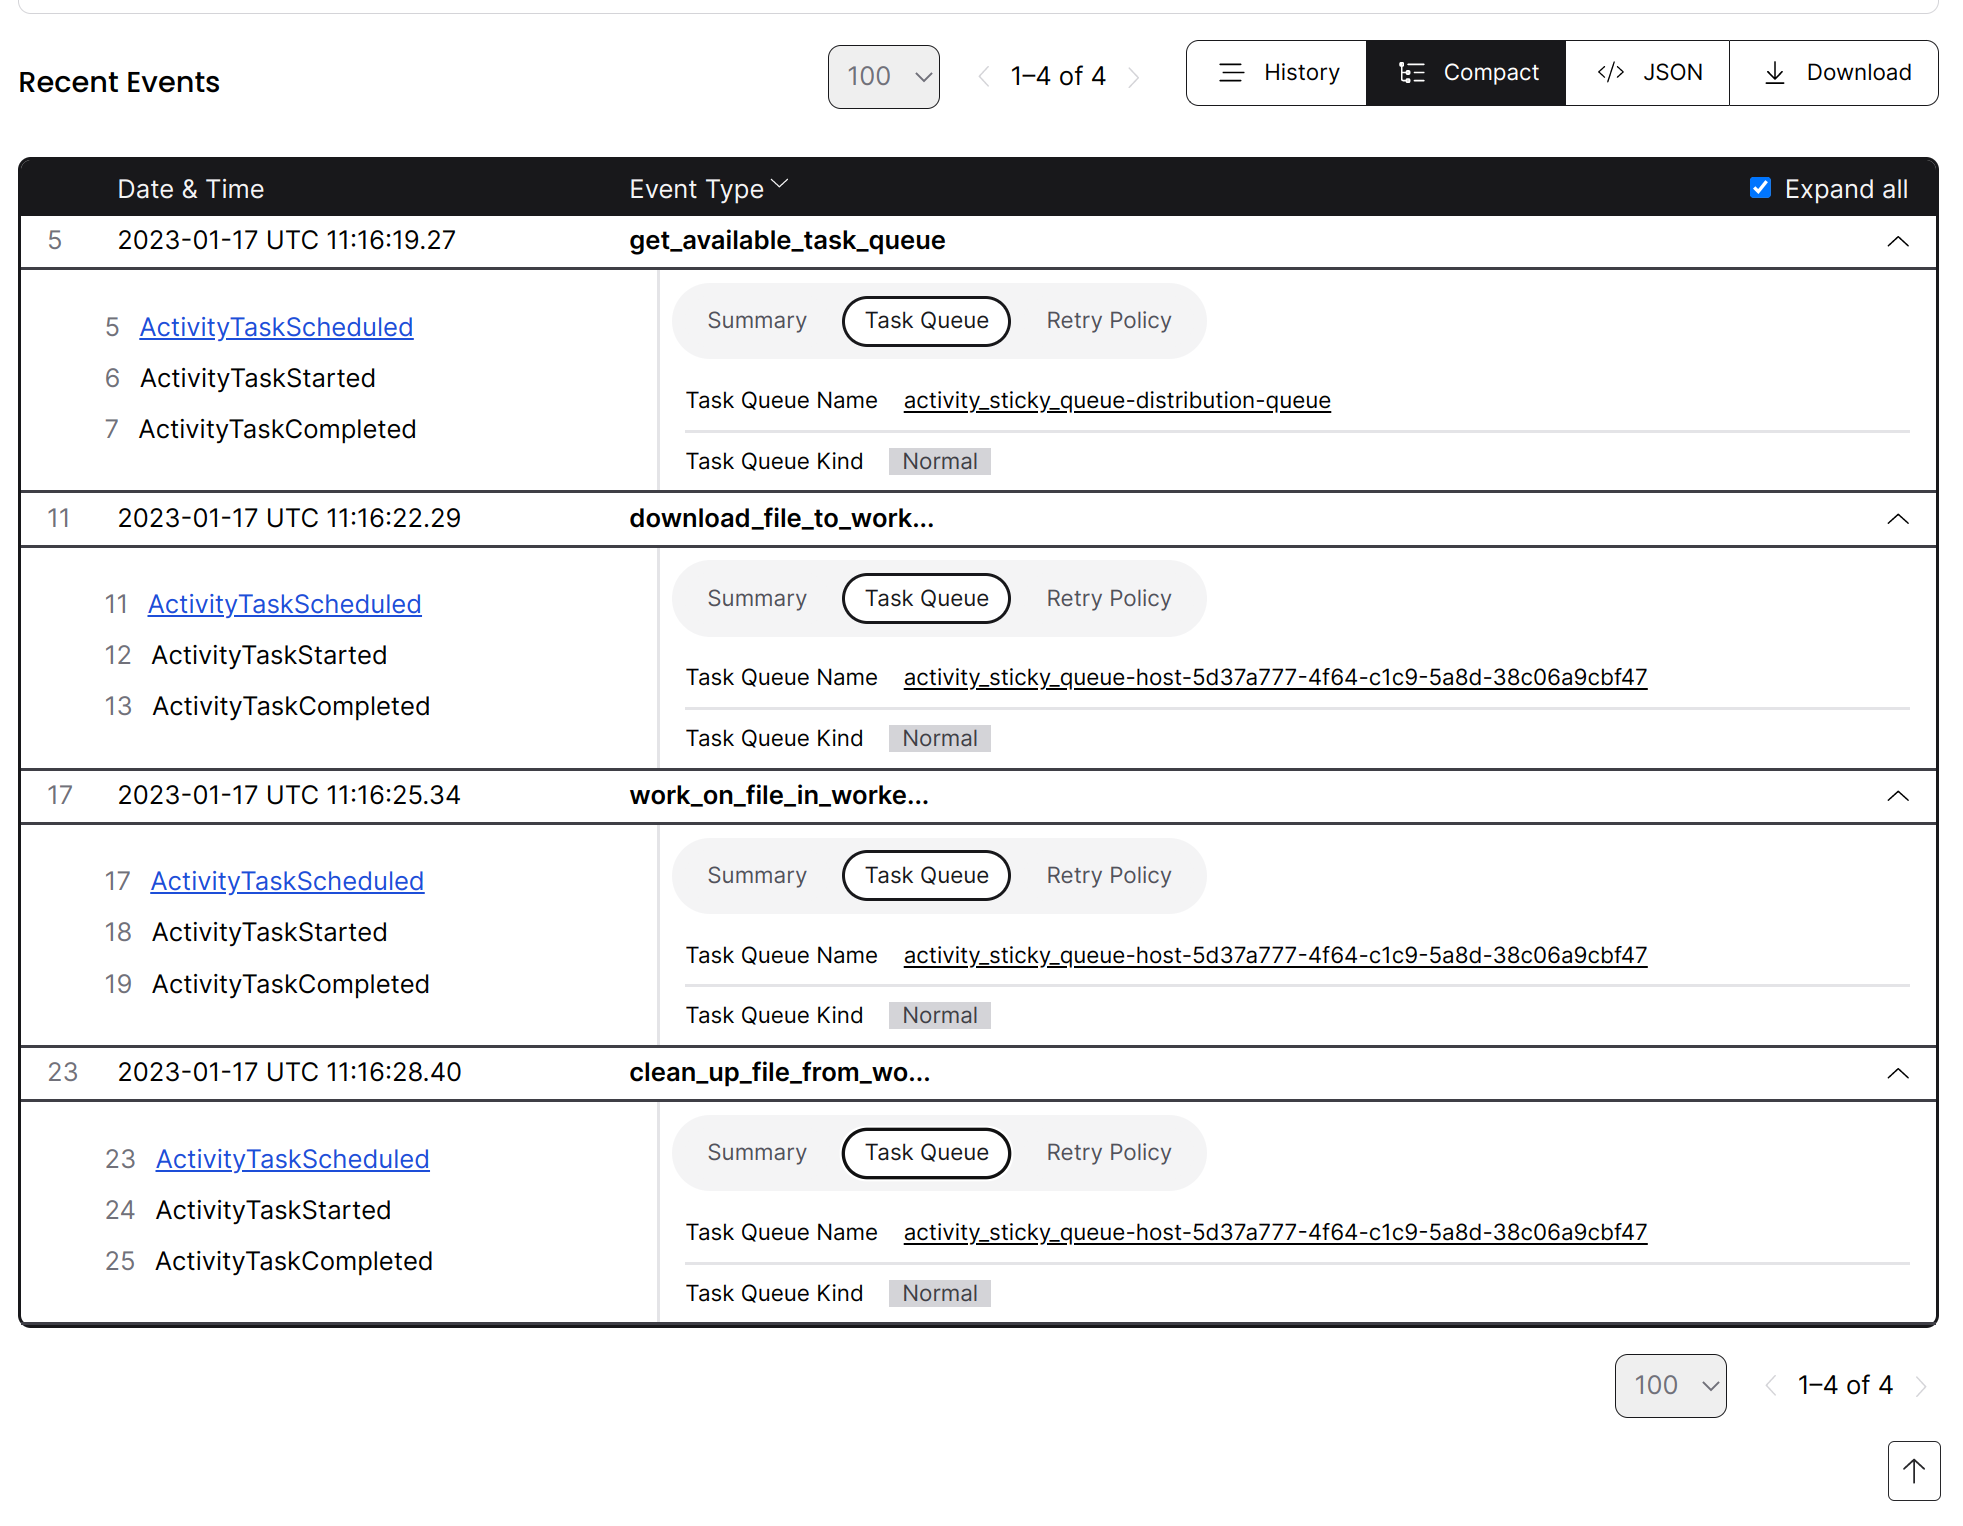 Recent Events
100
1–4 of 4
History
Compact
JSON
Download
Date & Time
Event Type
Expand all
5 2023-01-17 UTC 11:16:19.27 get_available_task_queue
5 ActivityTaskScheduled
6 ActivityTaskStarted
7 ActivityTaskCompleted
Summary Task Queue Retry Policy
Task Queue Name activity_sticky_queue-distribution-queue
Task Queue Kind Normal
11 2023-01-17 UTC 11:16:22.29 download_file_to_work...
11 ActivityTaskScheduled
12 ActivityTaskStarted
13 ActivityTaskCompleted
Summary Task Queue Retry Policy
Task Queue Name activity_sticky_queue-host-5d37a777-4f64-c1c9-5a8d-38c06a9cbf47
Task Queue Kind Normal
17 2023-01-17 UTC 11:16:25.34 work_on_file_in_worke...
17 ActivityTaskScheduled
18 ActivityTaskStarted
19 ActivityTaskCompleted
Summary Task Queue Retry Policy
Task Queue Name activity_sticky_queue-host-5d37a777-4f64-c1c9-5a8d-38c06a9cbf47
Task Queue Kind Normal
23 2023-01-17 UTC 11:16:28.40 clean_up_file_from_wo...
23 ActivityTaskScheduled
24 ActivityTaskStarted
25 ActivityTaskCompleted
Summary Task Queue Retry Policy
Task Queue Name activity_sticky_queue-host-5d37a777-4f64-c1c9-5a8d-38c06a9cbf47
Task Queue Kind Normal
100
1–4 of 4